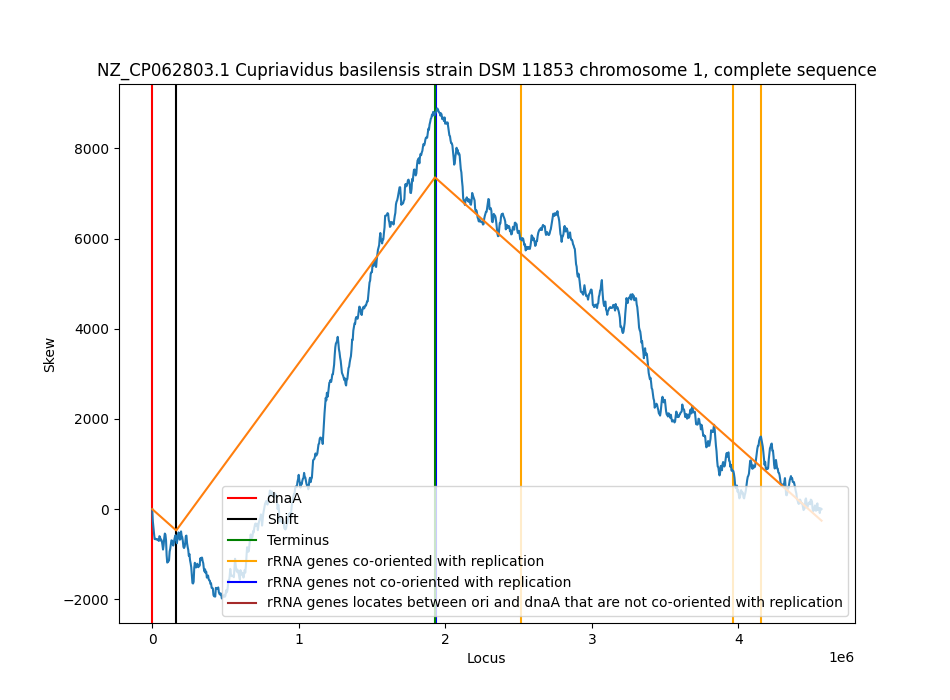 NZ_CP062803.1 Cupriavidus basilensis strain DSM 11853 chromosome 1, complete sequence
Skew
8000
6000
4000
2000
0
−2000
dnaA
Shift
Terminus
rRNA genes co-oriented with replication
rRNA genes not co-oriented with replication
rRNA genes locates between ori and dnaA that are not co-oriented with replication
0 1 2 3 4
Locus
1e6